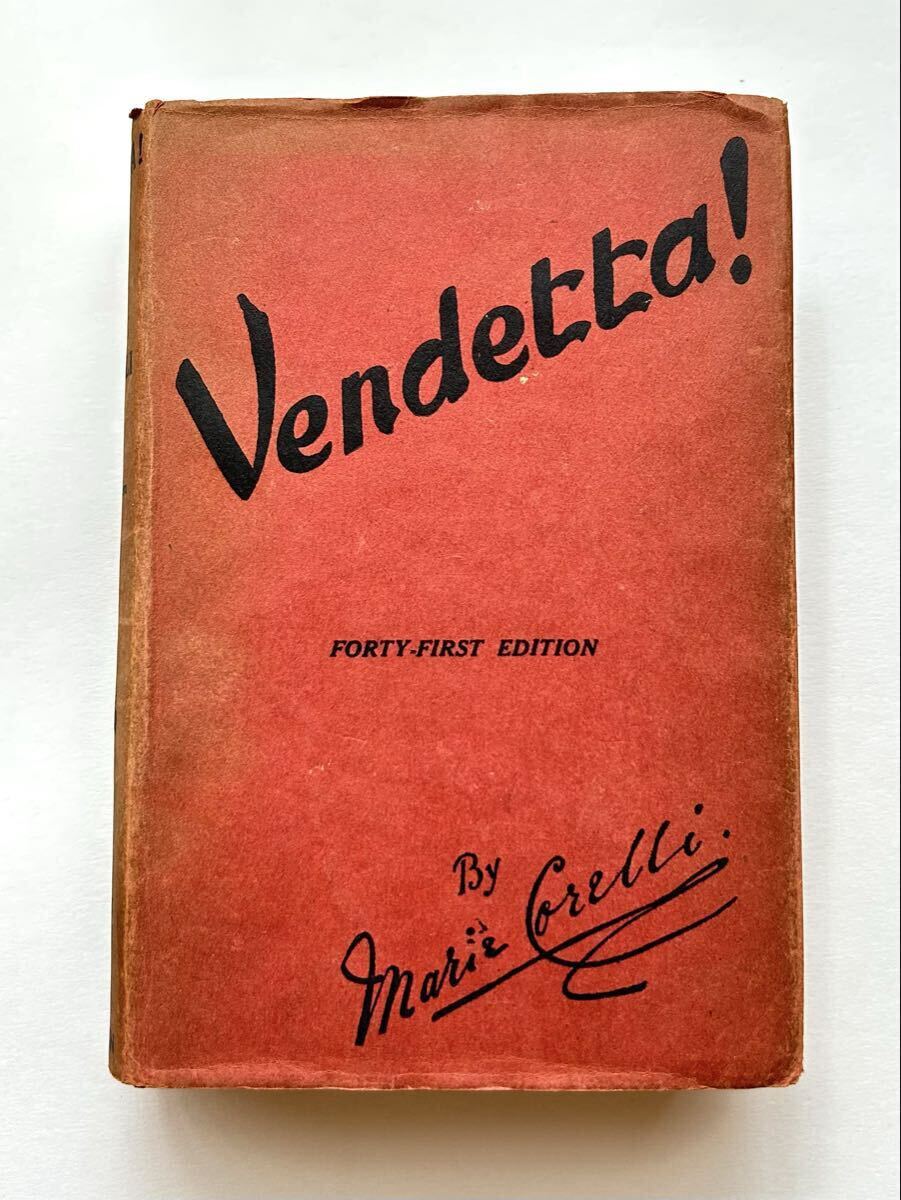 Vendetta!
FORTY-FIRST EDITION
By
Marie Corelli.